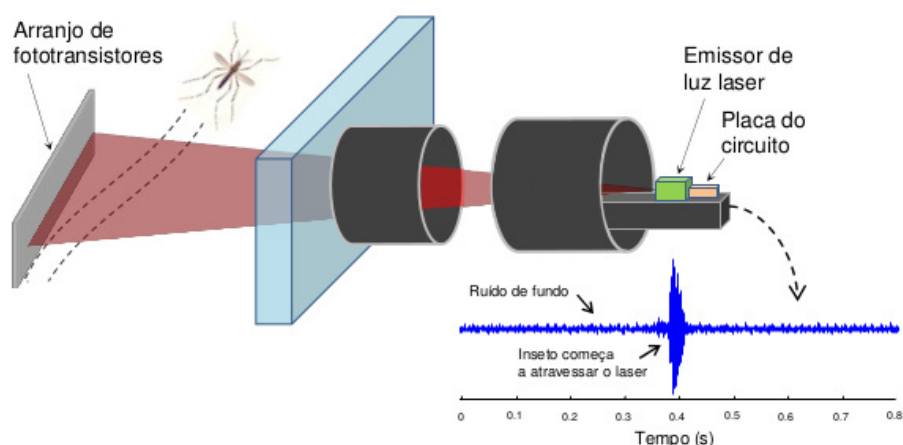 Arranjo de
fototransistores
Emissor de
luz laser
Placa do
circuito
Ruído de fundo
Inseto começa
a atravessar o laser
0 0.1 0.2 0.3 0.4 0.5 0.6 0.7 0.8
Tempo (s)